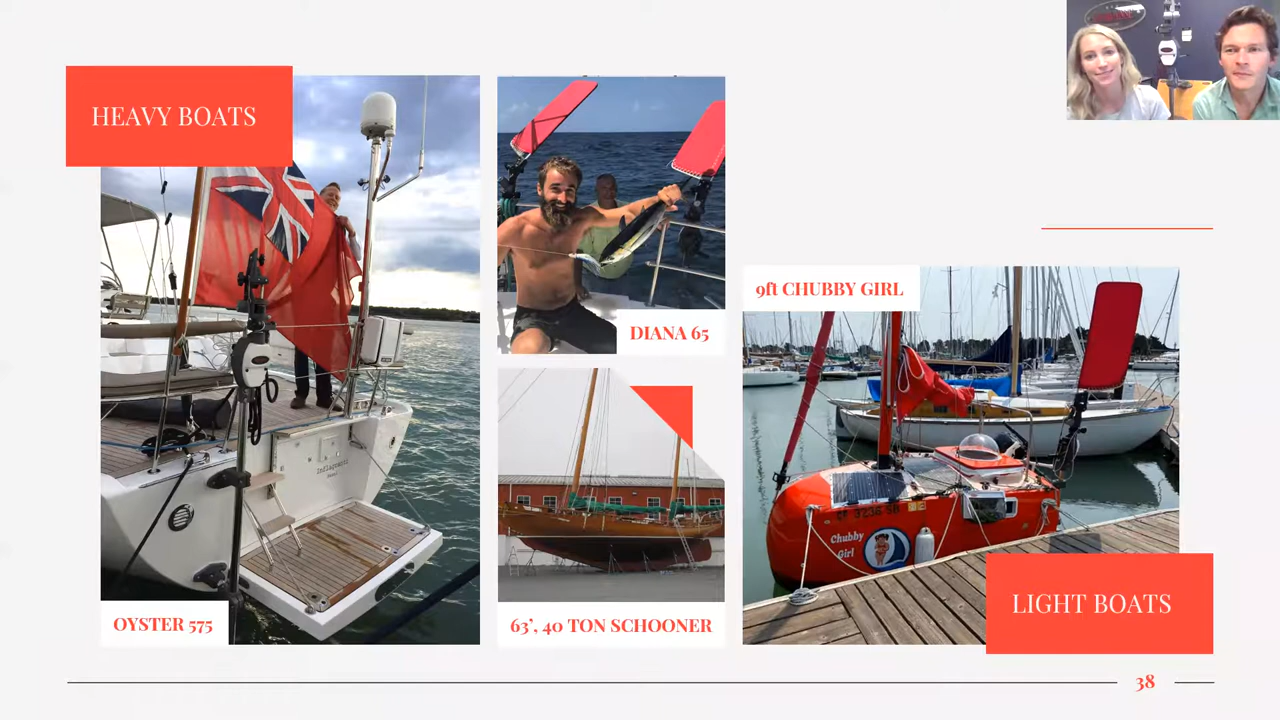 HEAVY BOATS
OYSTER 575
DIANA 65
63’, 40 TON SCHOONER
9ft CHUBBY GIRL
Chubby
Girl
LIGHT BOATS
38